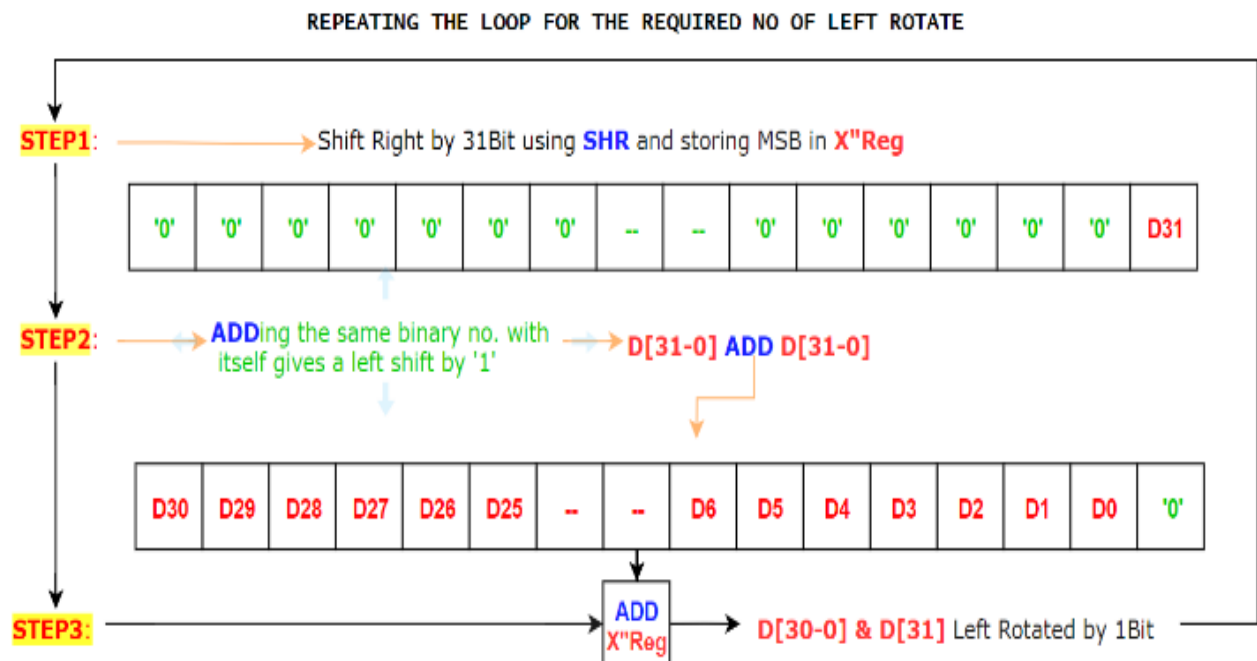 REPEATING THE LOOP FOR THE REQUIRED NO OF LEFT ROTATE
STEP1: Shift Right by 31Bit using SHR and storing MSB in X"Reg
'0' '0' '0' '0' '0' '0' '0' -- -- '0' '0' '0' '0' '0' '0' D31
STEP2: ADDing the same binary no. with
itself gives a left shift by '1'
D[31-0] ADD D[31-0]
D30 D29 D28 D27 D26 D25 -- -- D6 D5 D4 D3 D2 D1 D0 '0'
STEP3:
ADD
X"Reg
D[30-0] & D[31] Left Rotated by 1Bit